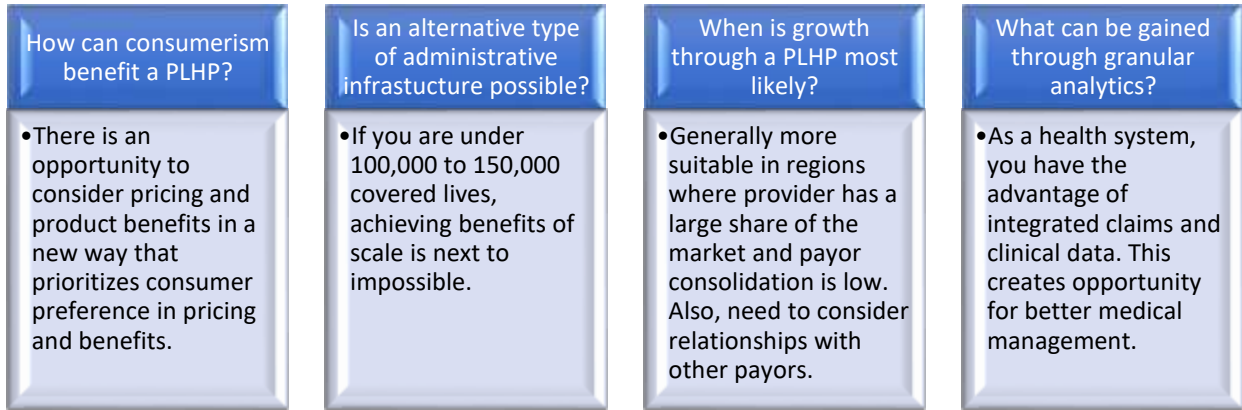 How can consumerism
benefit a PLHP?
•There is an
opportunity to
consider pricing and
product benefits in a
new way that
prioritizes consumer
preference in pricing
and benefits.
Is an alternative type
of administrative
infrastucture possible?
•If you are under
100,000 to 150,000
covered lives,
achieving benefits of
scale is next to
impossible.
When is growth
through a PLHP most
likely?
•Generally more
suitable in regions
where provider has a
large share of the
market and payor
consolidation is low.
Also, need to consider
relationships with
other payors.
What can be gained
through granular
analytics?
•As a health system,
you have the
advantage of
integrated claims and
clinical data. This
creates opportunity
for better medical
management.